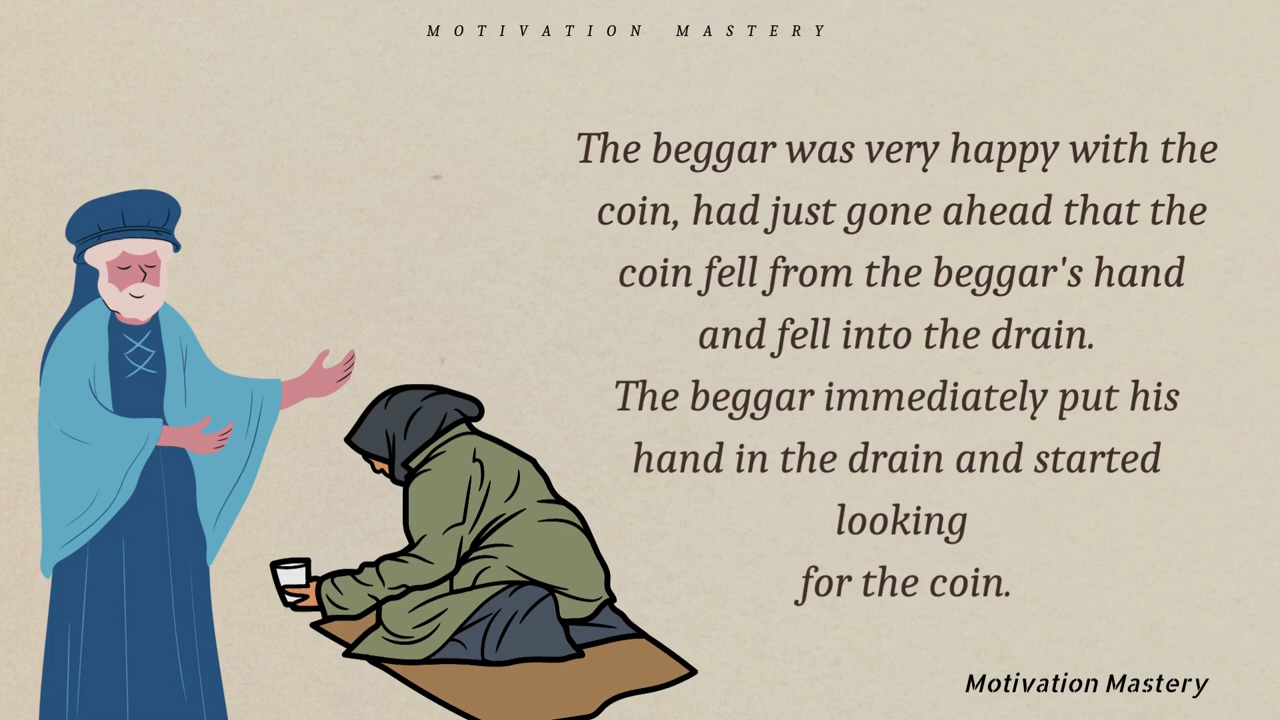 MOTIVATION MASTERY
The beggar was very happy with the
coin, had just gone ahead that the
coin fell from the beggar's hand
and fell into the drain.
The beggar immediately put his
hand in the drain and started
looking
for the coin.
Motivation Mastery